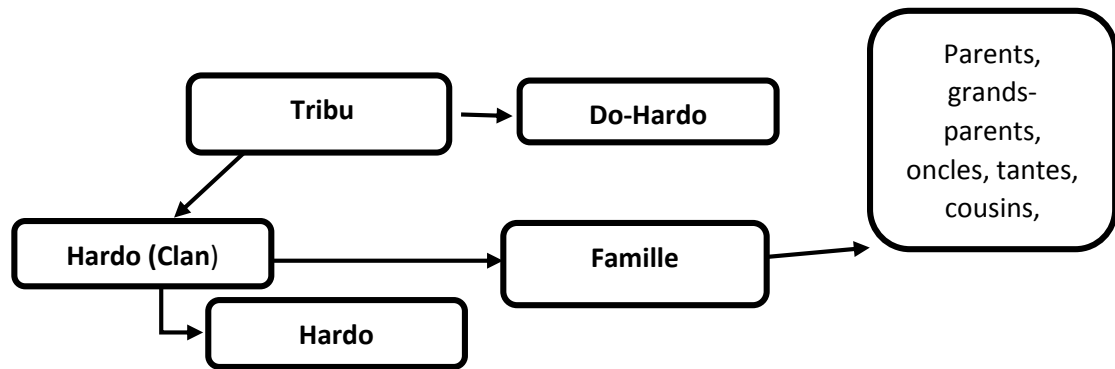 Tribu
Do-Hardo
Parents,
grands-
parents,
oncles, tantes,
cousins,
Hardo (Clan)
Famille
Hardo